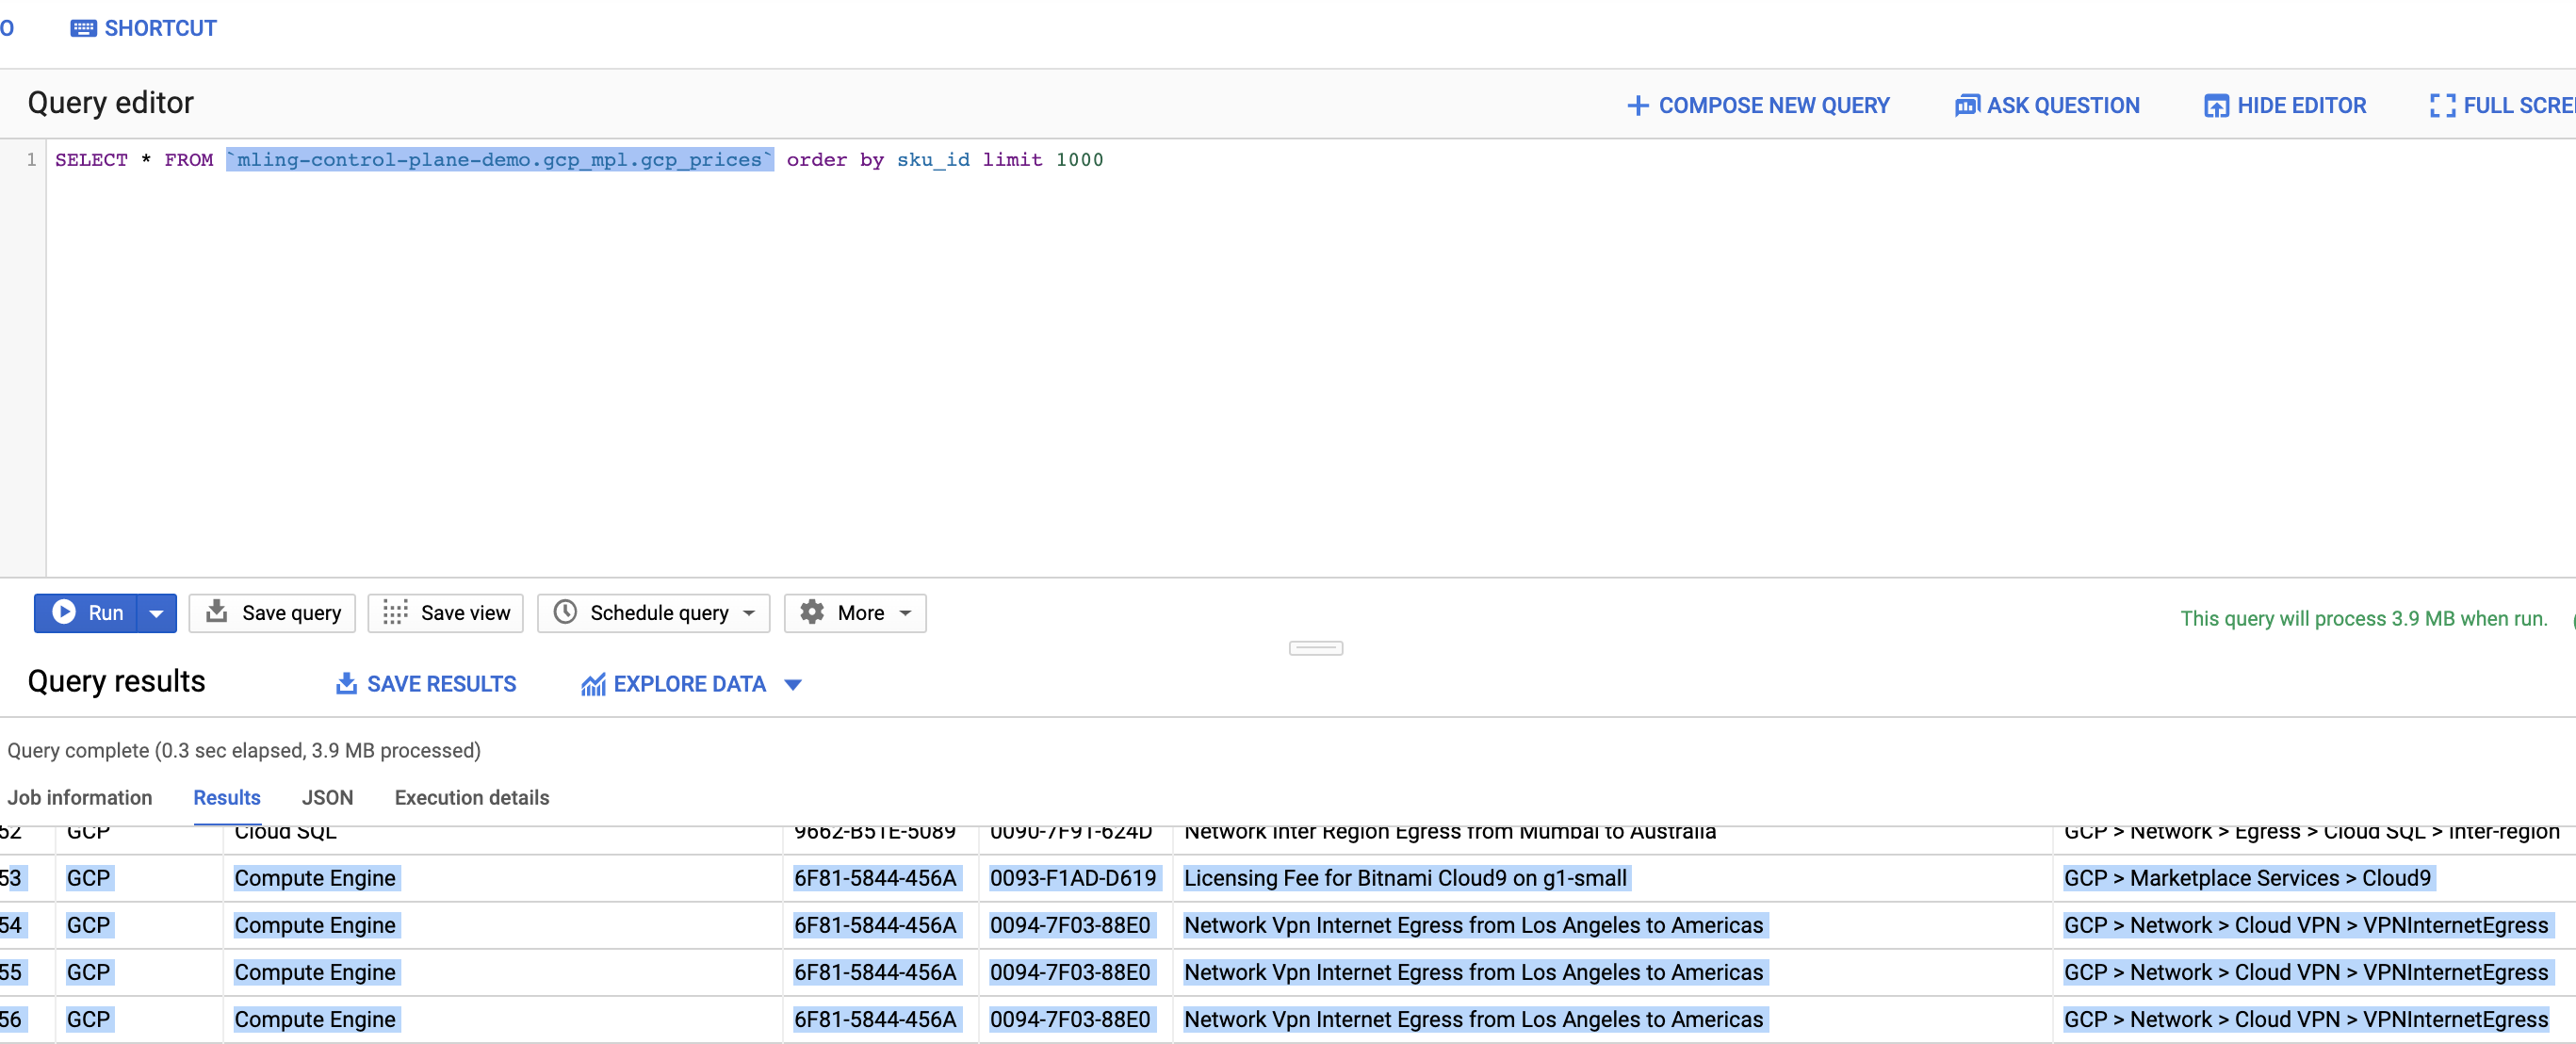 O SHORTCUT
Query editor
COMPOSE NEW QUERY ASK QUESTION HIDE EDITOR FULL SCRE
1 SELECT * FROM `mling-control-plane-demo.gcp_mpl.gcp_prices` order by sku_id limit 1000
Run Save query Save view Schedule query More
This query will process 3.9 MB when run.
Query results SAVE RESULTS EXPLORE DATA
Query complete (0.3 sec elapsed, 3.9 MB processed)
Job information Results JSON Execution details
52 GCP Cloud SQL 9662-B51E-5089 0090-7F91-624D Network Inter Region Egress from Mumbai to Australia GCP > Network > Egress > Cloud SQL > Inter-region
53 GCP Compute Engine 6F81-5844-456A 0093-F1AD-D619 Licensing Fee for Bitnami Cloud9 on g1-small GCP > Marketplace Services > Cloud9
54 GCP Compute Engine 6F81-5844-456A 0094-7F03-88E0 Network Vpn Internet Egress from Los Angeles to Americas GCP > Network > Cloud VPN > VPNInternetEgress
55 GCP Compute Engine 6F81-5844-456A 0094-7F03-88E0 Network Vpn Internet Egress from Los Angeles to Americas GCP > Network > Cloud VPN > VPNInternetEgress
56 GCP Compute Engine 6F81-5844-456A 0094-7F03-88E0 Network Vpn Internet Egress from Los Angeles to Americas GCP > Network > Cloud VPN > VPNInternetEgress